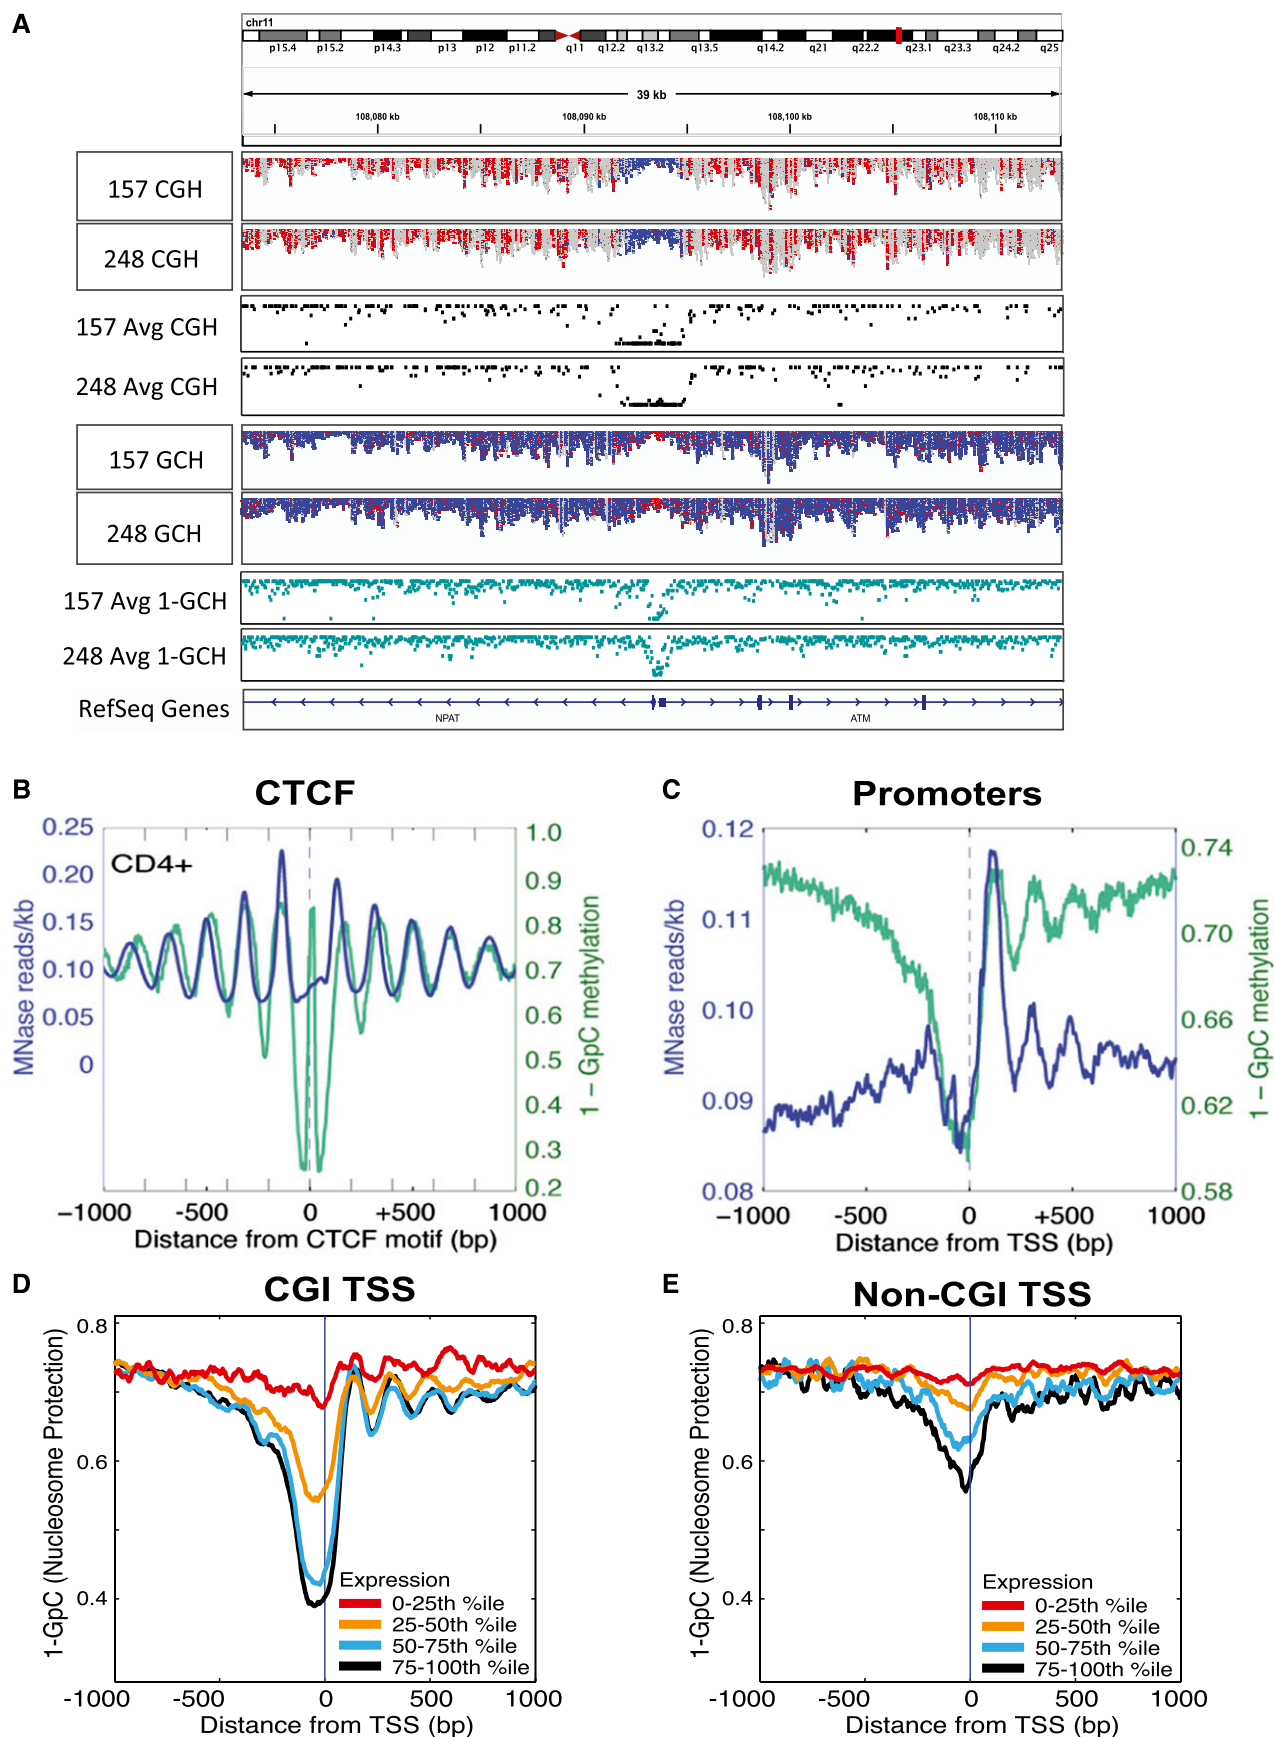 A
chr11
p15.4 p15.2 p14.3 p13 p12 p11.2 q11 q12.2 q13.2 q13.5 q14.2 q21 q22.2 q23.1 q23.3 q24.2 q25
39 kb
108,080 kb 108,090 kb 108,100 kb 108,110 kb
157 CGH
248 CGH
157 Avg CGH
248 Avg CGH
157 GCH
248 GCH
157 Avg 1-GCH
248 Avg 1-GCH
RefSeq Genes
NPAT ATM
B
CTCF
CD4+
MNase reads/kb
0.25
0.20
0.15
0.10
0.05
0
1.0
0.9
0.8
0.7
0.6
0.5
0.4
0.3
0.2
1 – GpC methylation
−1000 -500 0 +500 1000
Distance from CTCF motif (bp)
C
Promoters
MNase reads/kb
0.12
0.11
0.10
0.09
0.08
0.74
0.70
0.66
0.62
0.58
1 – GpC methylation
−1000 -500 0 +500 1000
Distance from TSS (bp)
D
CGI TSS
1-GpC (Nucleosome Protection)
0.8
0.6
0.4
Expression
0-25th %ile
25-50th %ile
50-75th %ile
75-100th %ile
-1000 -500 0 500 1000
Distance from TSS (bp)
E
Non-CGI TSS
1-GpC (Nucleosome Protection)
0.8
0.6
0.4
Expression
0-25th %ile
25-50th %ile
50-75th %ile
75-100th %ile
-1000 -500 0 500 1000
Distance from TSS (bp)